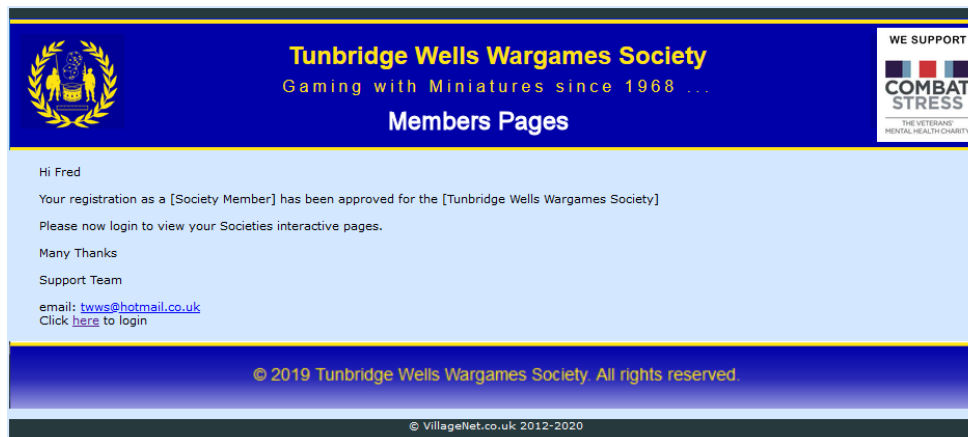 Tunbridge Wells Wargames Society
Gaming with Miniatures since 1968 ...
Members Pages
WE SUPPORT
COMBAT
STRESS
THE VETERANS'
MENTAL HEALTH CHARITY
Hi Fred
Your registration as a [Society Member] has been approved for the [Tunbridge Wells Wargames Society]
Please now login to view your Societies interactive pages.
Many Thanks
Support Team
email: twws@hotmail.co.uk
Click here to login
© 2019 Tunbridge Wells Wargames Society. All rights reserved.
© VillageNet.co.uk 2012-2020